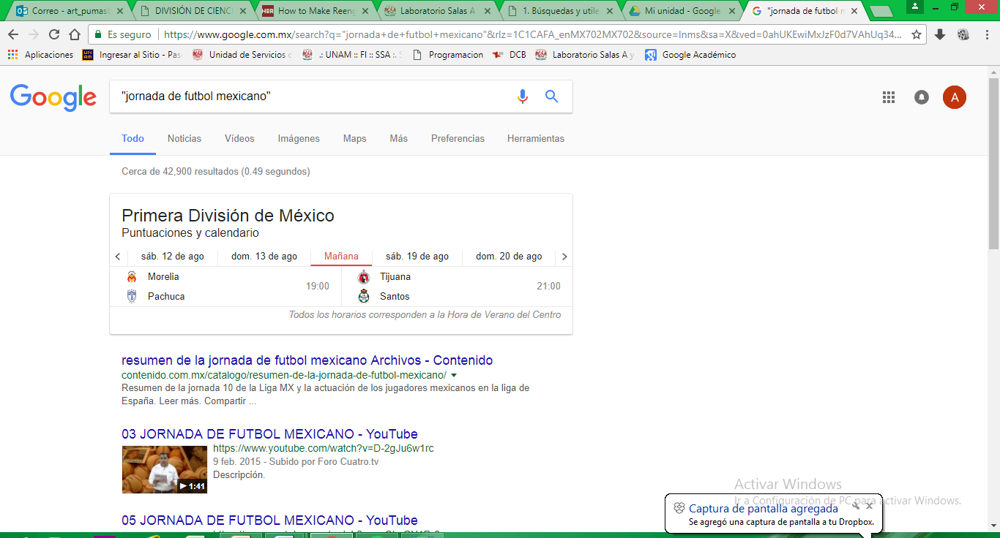 Correo - art_pumas
DIVISIÓN DE CIENC
HBR How to Make Reeng
Laboratorio Salas A
1. Búsquedas y utile
Mi unidad - Google
"jornada de futbol m
Es seguro
https://www.google.com.mx/search?q="jornada+de+futbol+mexicano"&rlz=1C1CAFA_enMX702MX702&source=lnms&sa=X&ved=0ahUKEwiMxJzF0d7VAhUq34...
Aplicaciones
UNAM Ingresar al Sitio - Pas
Unidad de Servicios
.: UNAM :: FI :: SSA :.
Programacion
DCB
Laboratorio Salas A y
Google Académico
Google
"jornada de futbol mexicano"
A
Todo Noticias Vídeos Imágenes Maps Más Preferencias Herramientas
Cerca de 42,900 resultados (0.49 segundos)
Primera División de México
Puntuaciones y calendario
sáb. 12 de ago dom. 13 de ago Mañana sáb. 19 de ago dom. 20 de ago
Morelia
Pachuca
19:00
Tijuana
Santos
21:00
Todos los horarios corresponden a la Hora de Verano del Centro
resumen de la jornada de futbol mexicano Archivos - Contenido
contenido.com.mx/catalogo/resumen-de-la-jornada-de-futbol-mexicano/
Resumen de la jornada 10 de la Liga MX y la actuación de los jugadores mexicanos en la liga de
España. Leer más. Compartir ...
03 JORNADA DE FUTBOL MEXICANO - YouTube
https://www.youtube.com/watch?v=D-2gJu6w1rc
9 feb. 2015 - Subido por Foro Cuatro.tv
Descripción.
1:41
05 JORNADA DE FUTBOL MEXICANO - YouTube
Activar Windows
Ir a Configuración de PC para activar Windows.
Captura de pantalla agregada
Se agregó una captura de pantalla a tu Dropbox.